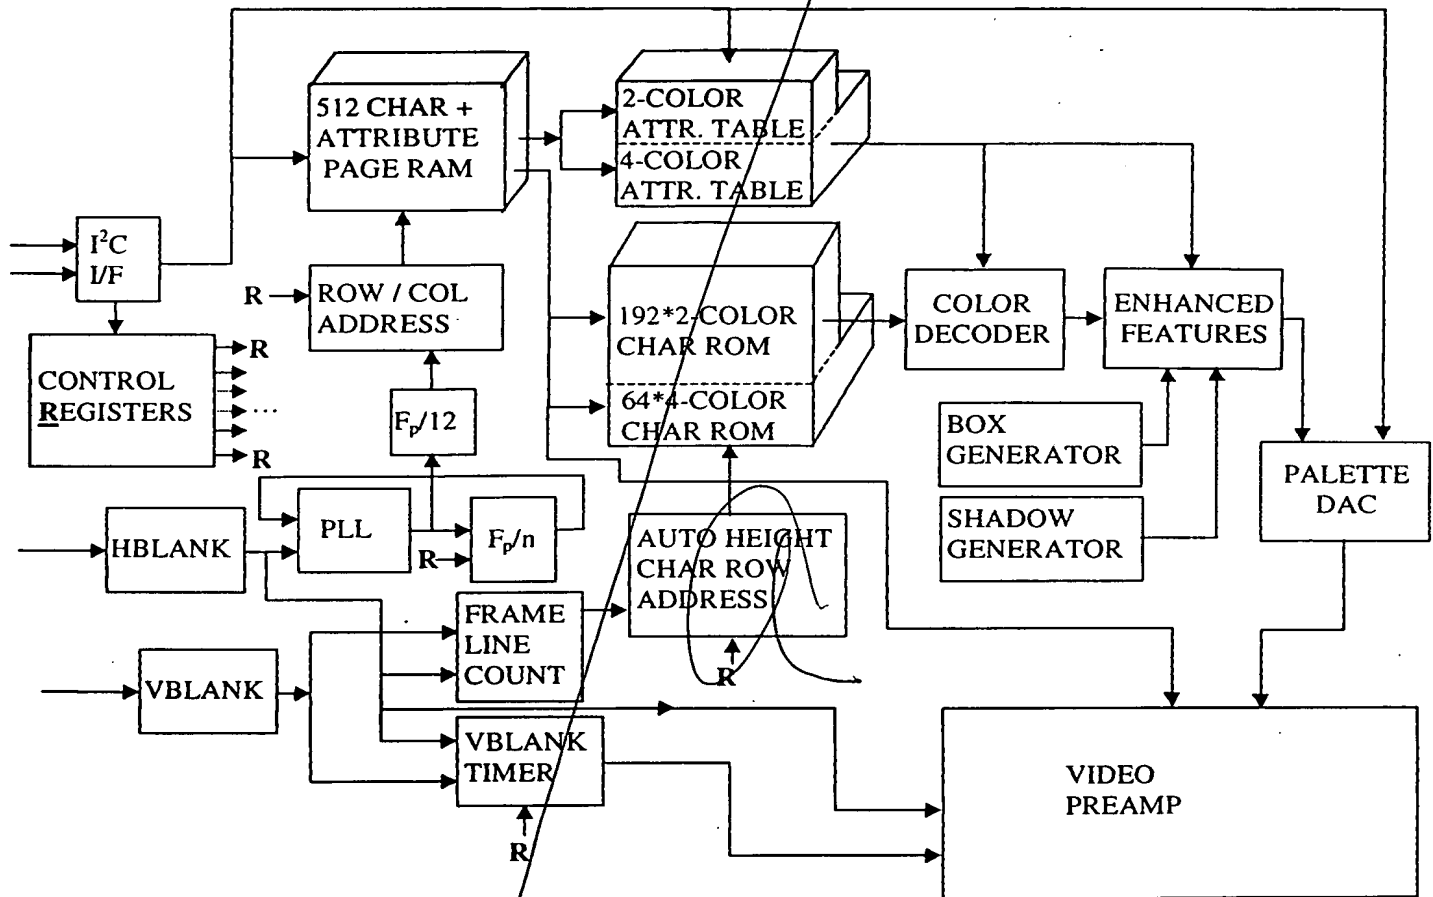 512 CHAR +
ATTRIBUTE
PAGE RAM
2-COLOR
ATTR. TABLE
4-COLOR
ATTR. TABLE
I²C
I/F
R
ROW / COL
ADDRESS
192*2-COLOR
CHAR ROM
64*4-COLOR
CHAR ROM
COLOR
DECODER
ENHANCED
FEATURES
CONTROL
REGISTERS
R
...
R
Fp/12
BOX
GENERATOR
PALETTE
DAC
SHADOW
GENERATOR
HBLANK
PLL
R
Fp/n
AUTO HEIGHT
CHAR ROW
ADDRESS
R
FRAME
LINE
COUNT
VBLANK
VBLANK
TIMER
R
VIDEO
PREAMP